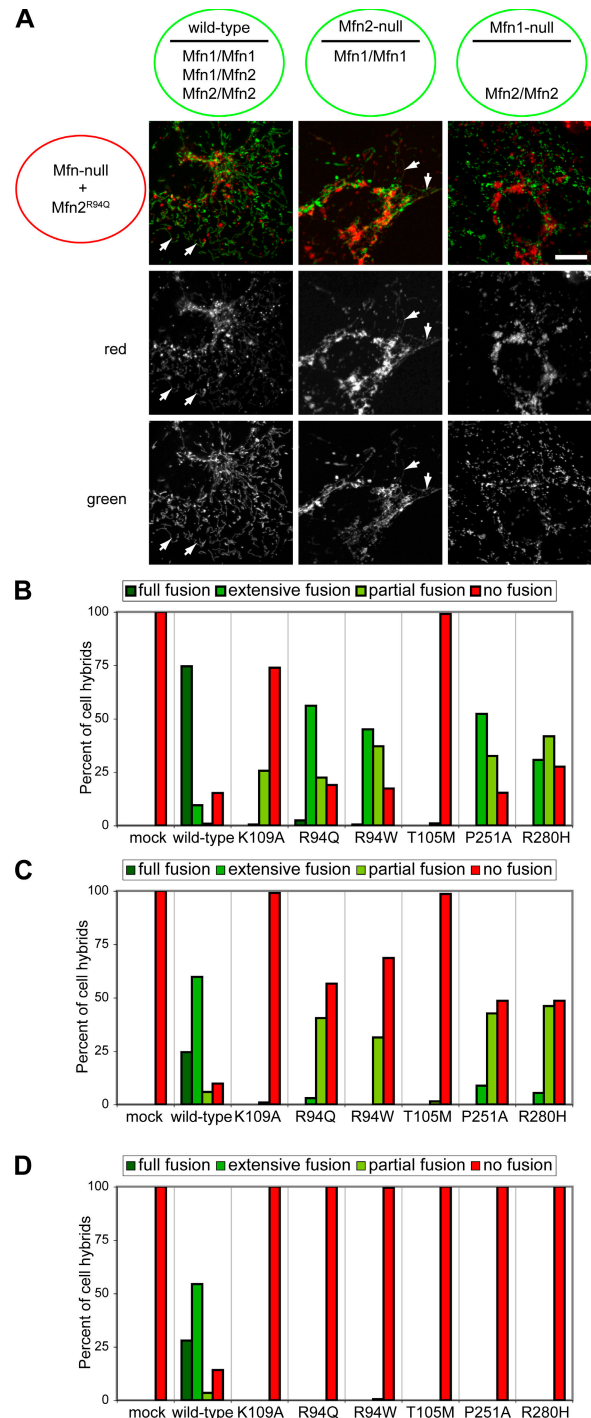 A
wild-type
Mfn1/Mfn1
Mfn1/Mfn2
Mfn2/Mfn2
Mfn2-null
Mfn1/Mfn1
Mfn1-null
Mfn2/Mfn2
Mfn-null
+
Mfn2R94Q
red
green
B
full fusion extensive fusion partial fusion no fusion
Percent of cell hybrids
100
75
50
25
0
mock wild-type K109A R94Q R94W T105M P251A R280H
C
full fusion extensive fusion partial fusion no fusion
Percent of cell hybrids
100
75
50
25
0
mock wild-type K109A R94Q R94W T105M P251A R280H
D
full fusion extensive fusion partial fusion no fusion
Percent of cell hybrids
100
75
50
25
0
mock wild-type K109A R94Q R94W T105M P251A R280H